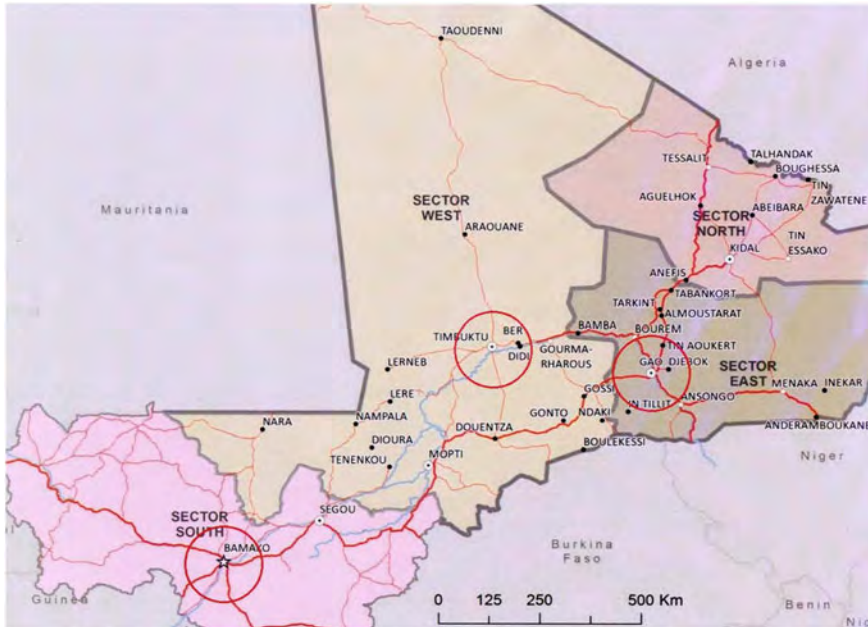 TAOUDENNI
Algeria
TESSALIT
TALHANDAK
BOUGHESSA
TIN
ZAWATENE
AGUELHOK
ABEIBARA
Mauritania
SECTOR
WEST
SECTOR
NORTH
TIN
ESSAKO
ARAOUANE
KIDAL
ANEFIS
TABANKORT
TARKINT
ALMOUSTARAT
BER
BAMBA
BOUREM
TIMBUKTU
DIDI
GOURMA-
RHAROUS
TIN AOUKERT
LERNEB
GAO
DJEBOK
SECTOR
EAST
LERE
GOSSI
ANSONGO
MENAKA
INEKAR
NARA
NAMPALA
GONTO
NDAKI
IN TILLIT
ANDERAMBOUKANE
DIOURA
DOUENTZA
BOULEKESSI
TENENKOU
MOPTI
Niger
SECTOR
SOUTH
SEGOU
BAMAKO
Burkina
Faso
Guinea
0 125 250 500 Km
Benin